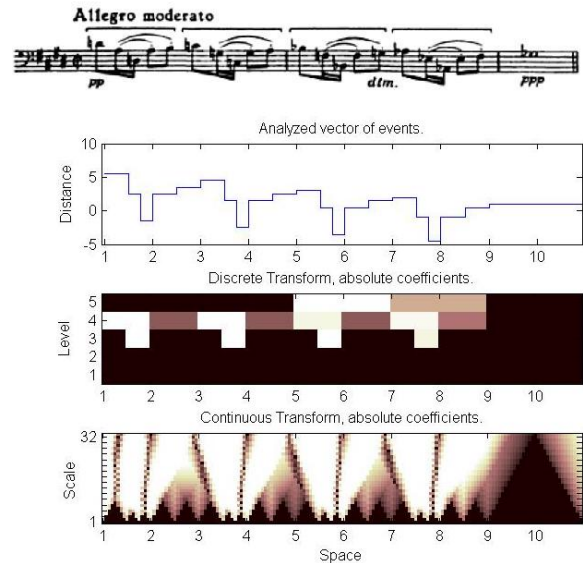 Allegro moderato
pp
dim.
ppp
Analyzed vector of events.
10
5
0
-5
Distance
1 2 3 4 5 6 7 8 9 10
Discrete Transform, absolute coefficients.
5
4
3
2
1
Level
1 2 3 4 5 6 7 8 9 10
Continuous Transform, absolute coefficients.
32
1
Scale
1 2 3 4 5 6 7 8 9 10
Space